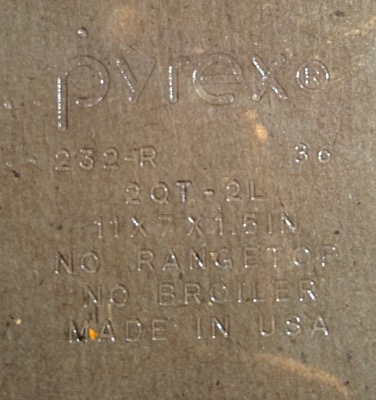 pyrex®
232-R 36
2QT-2L
11X7X1.5IN
NO RANGETOP
NO BROILER
MADE IN USA